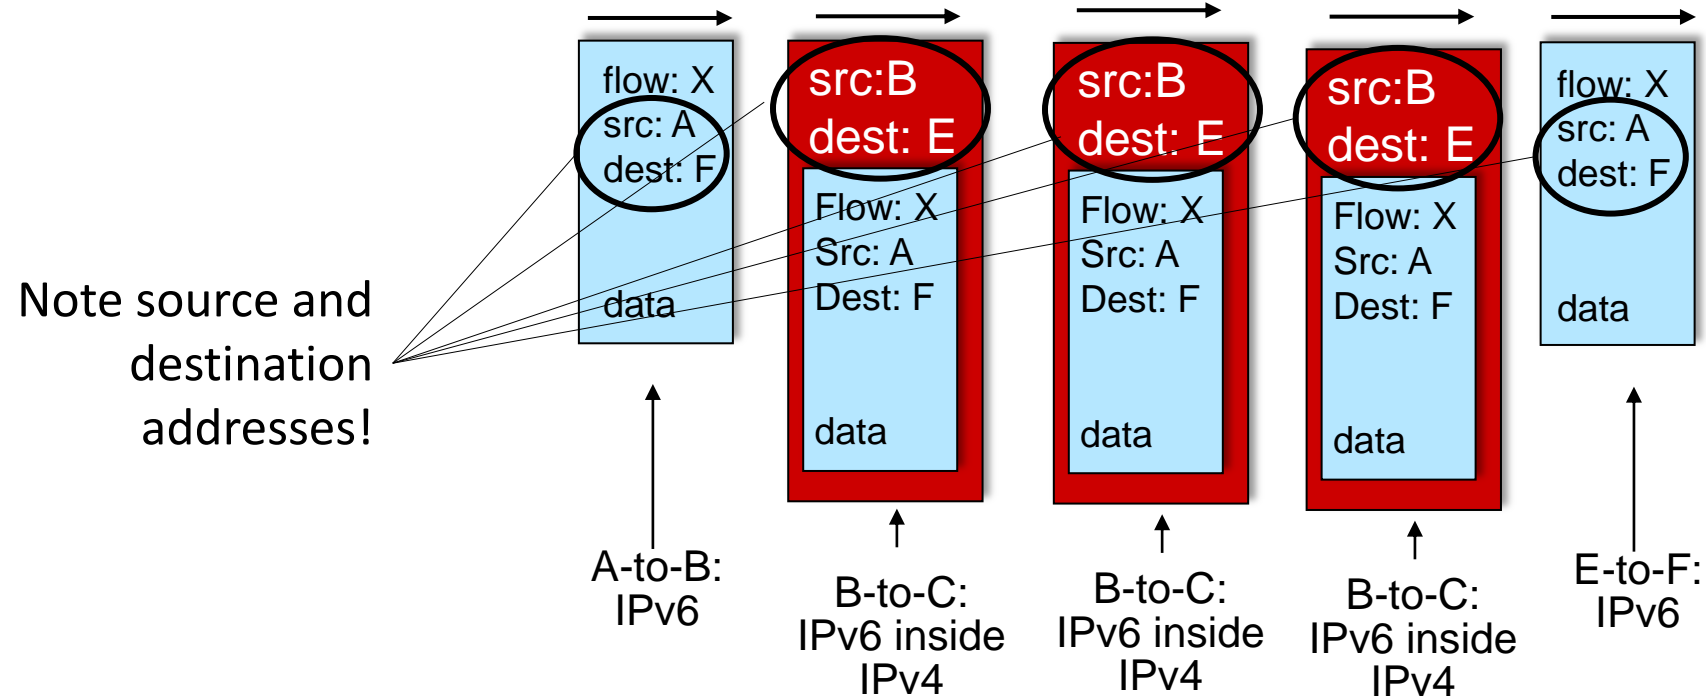 flow: X
src: A
dest: F
data
src:B
dest: E
Flow: X
Src: A
Dest: F
data
src:B
dest: E
Flow: X
Src: A
Dest: F
data
src:B
dest: E
Flow: X
Src: A
Dest: F
data
flow: X
src: A
dest: F
data
Note source and
destination
addresses!
A-to-B:
IPv6
B-to-C:
IPv6 inside
IPv4
B-to-C:
IPv6 inside
IPv4
B-to-C:
IPv6 inside
IPv4
E-to-F:
IPv6